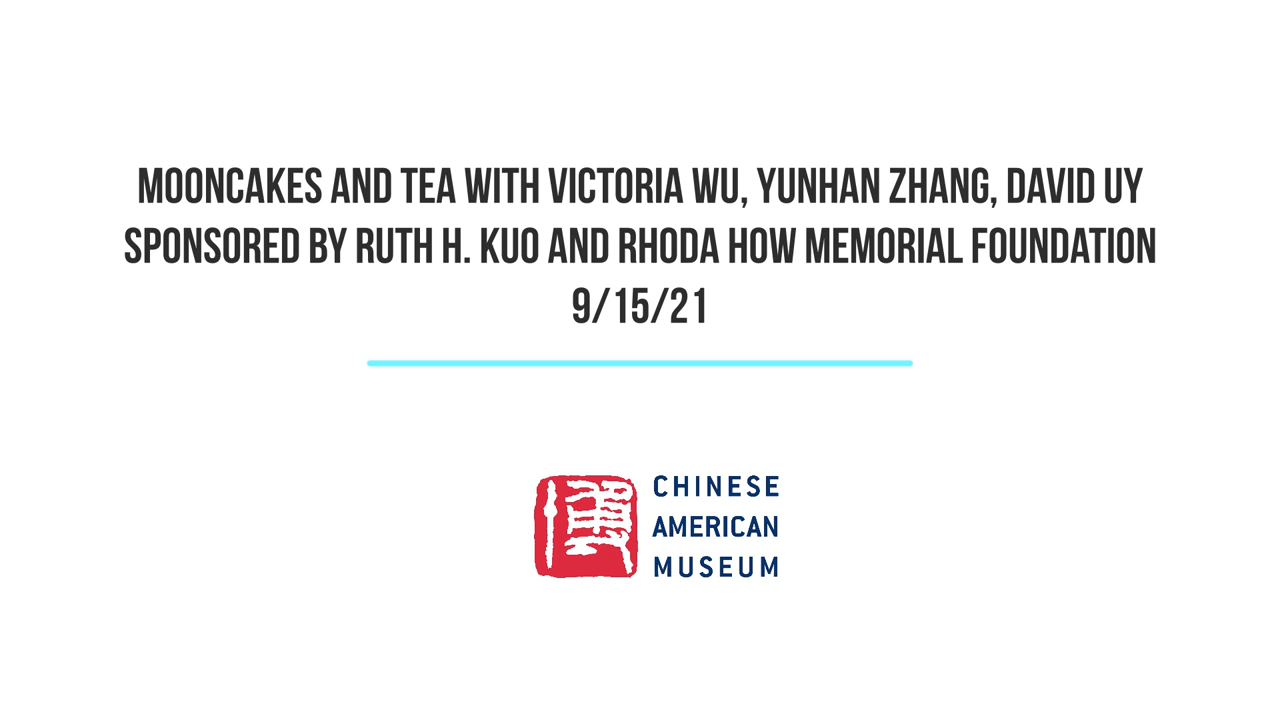 MOONCAKES AND TEA WITH VICTORIA WU, YUNHAN ZHANG, DAVID UY
SPONSORED BY RUTH H. KUO AND RHODA HOW MEMORIAL FOUNDATION
9/15/21
CHINESE
AMERICAN
MUSEUM